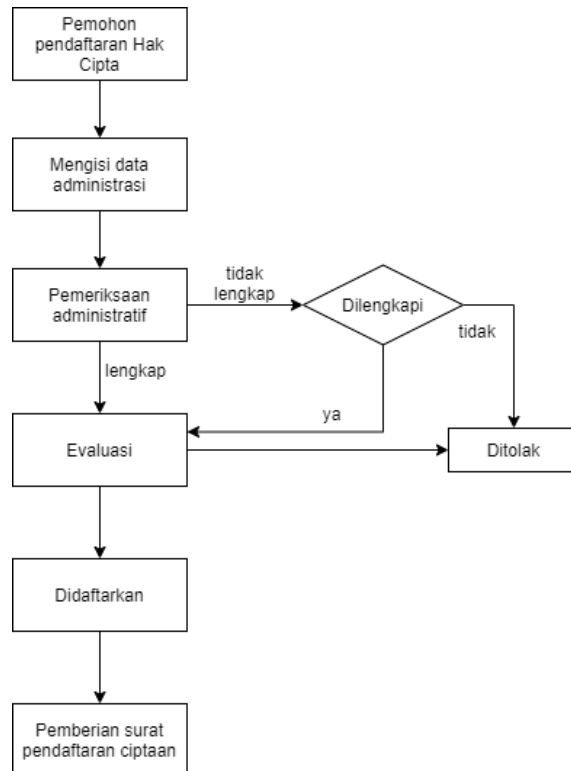 Pemohon
pendaftaran Hak
Cipta
Mengisi data
administrasi
Pemeriksaan
administratif
tidak
lengkap
Dilengkapi
tidak
lengkap
ya
Evaluasi
Ditolak
Didaftarkan
Pemberian surat
pendaftaran ciptaan